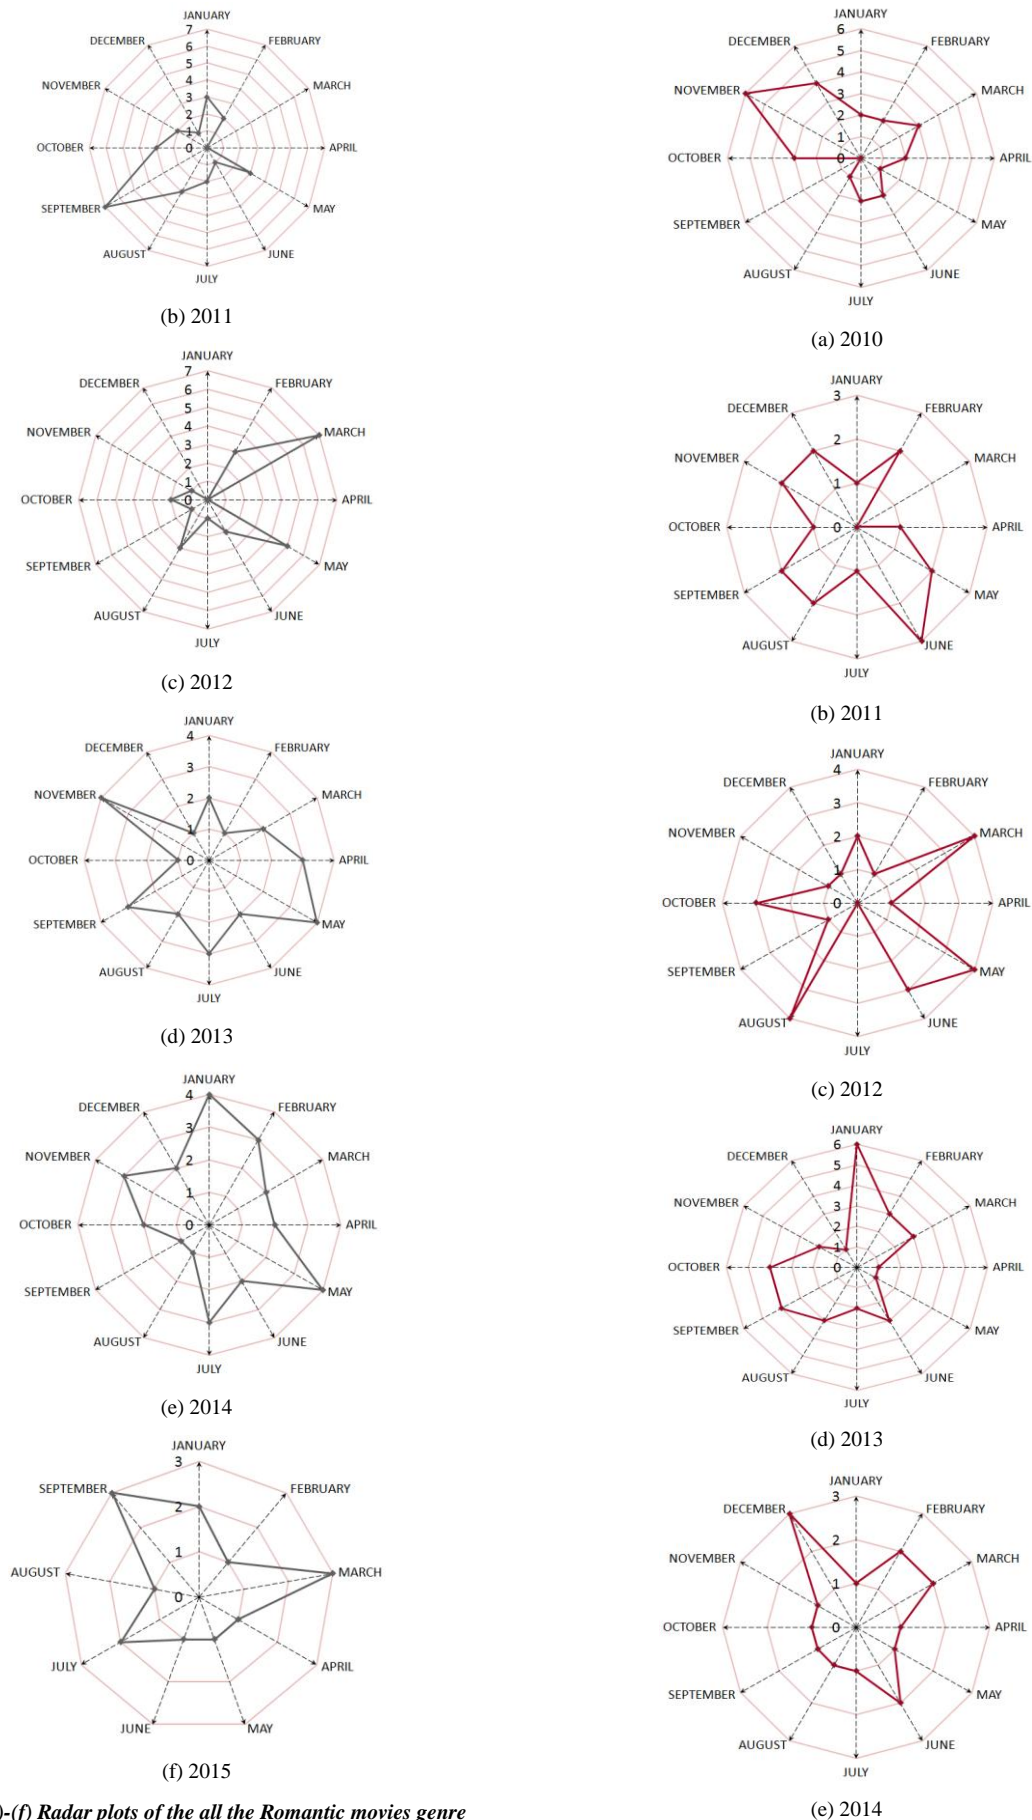 JANUARY
FEBRUARY
MARCH
APRIL
MAY
JUNE
JULY
AUGUST
SEPTEMBER
OCTOBER
NOVEMBER
DECEMBER
7
6
5
4
3
2
1
0
(b) 2011
JANUARY
FEBRUARY
MARCH
APRIL
MAY
JUNE
JULY
AUGUST
SEPTEMBER
OCTOBER
NOVEMBER
DECEMBER
7
6
5
4
3
2
1
0
(c) 2012
JANUARY
FEBRUARY
MARCH
APRIL
MAY
JUNE
JULY
AUGUST
SEPTEMBER
OCTOBER
NOVEMBER
DECEMBER
4
3
2
1
0
(d) 2013
JANUARY
FEBRUARY
MARCH
APRIL
MAY
JUNE
JULY
AUGUST
SEPTEMBER
OCTOBER
NOVEMBER
DECEMBER
4
3
2
1
0
(e) 2014
JANUARY
FEBRUARY
MARCH
APRIL
MAY
JUNE
JULY
AUGUST
SEPTEMBER
3
2
1
0
(f) 2015
)-(f) Radar plots of the all the Romantic movies genre
JANUARY
FEBRUARY
MARCH
APRIL
MAY
JUNE
JULY
AUGUST
SEPTEMBER
OCTOBER
NOVEMBER
DECEMBER
6
5
4
3
2
1
0
(a) 2010
JANUARY
FEBRUARY
MARCH
APRIL
MAY
JUNE
JULY
AUGUST
SEPTEMBER
OCTOBER
NOVEMBER
DECEMBER
3
2
1
0
(b) 2011
JANUARY
FEBRUARY
MARCH
APRIL
MAY
JUNE
JULY
AUGUST
SEPTEMBER
OCTOBER
NOVEMBER
DECEMBER
4
3
2
1
0
(c) 2012
JANUARY
FEBRUARY
MARCH
APRIL
MAY
JUNE
JULY
AUGUST
SEPTEMBER
OCTOBER
NOVEMBER
DECEMBER
6
5
4
3
2
1
0
(d) 2013
JANUARY
FEBRUARY
MARCH
APRIL
MAY
JUNE
JULY
AUGUST
SEPTEMBER
OCTOBER
NOVEMBER
DECEMBER
3
2
1
0
(e) 2014